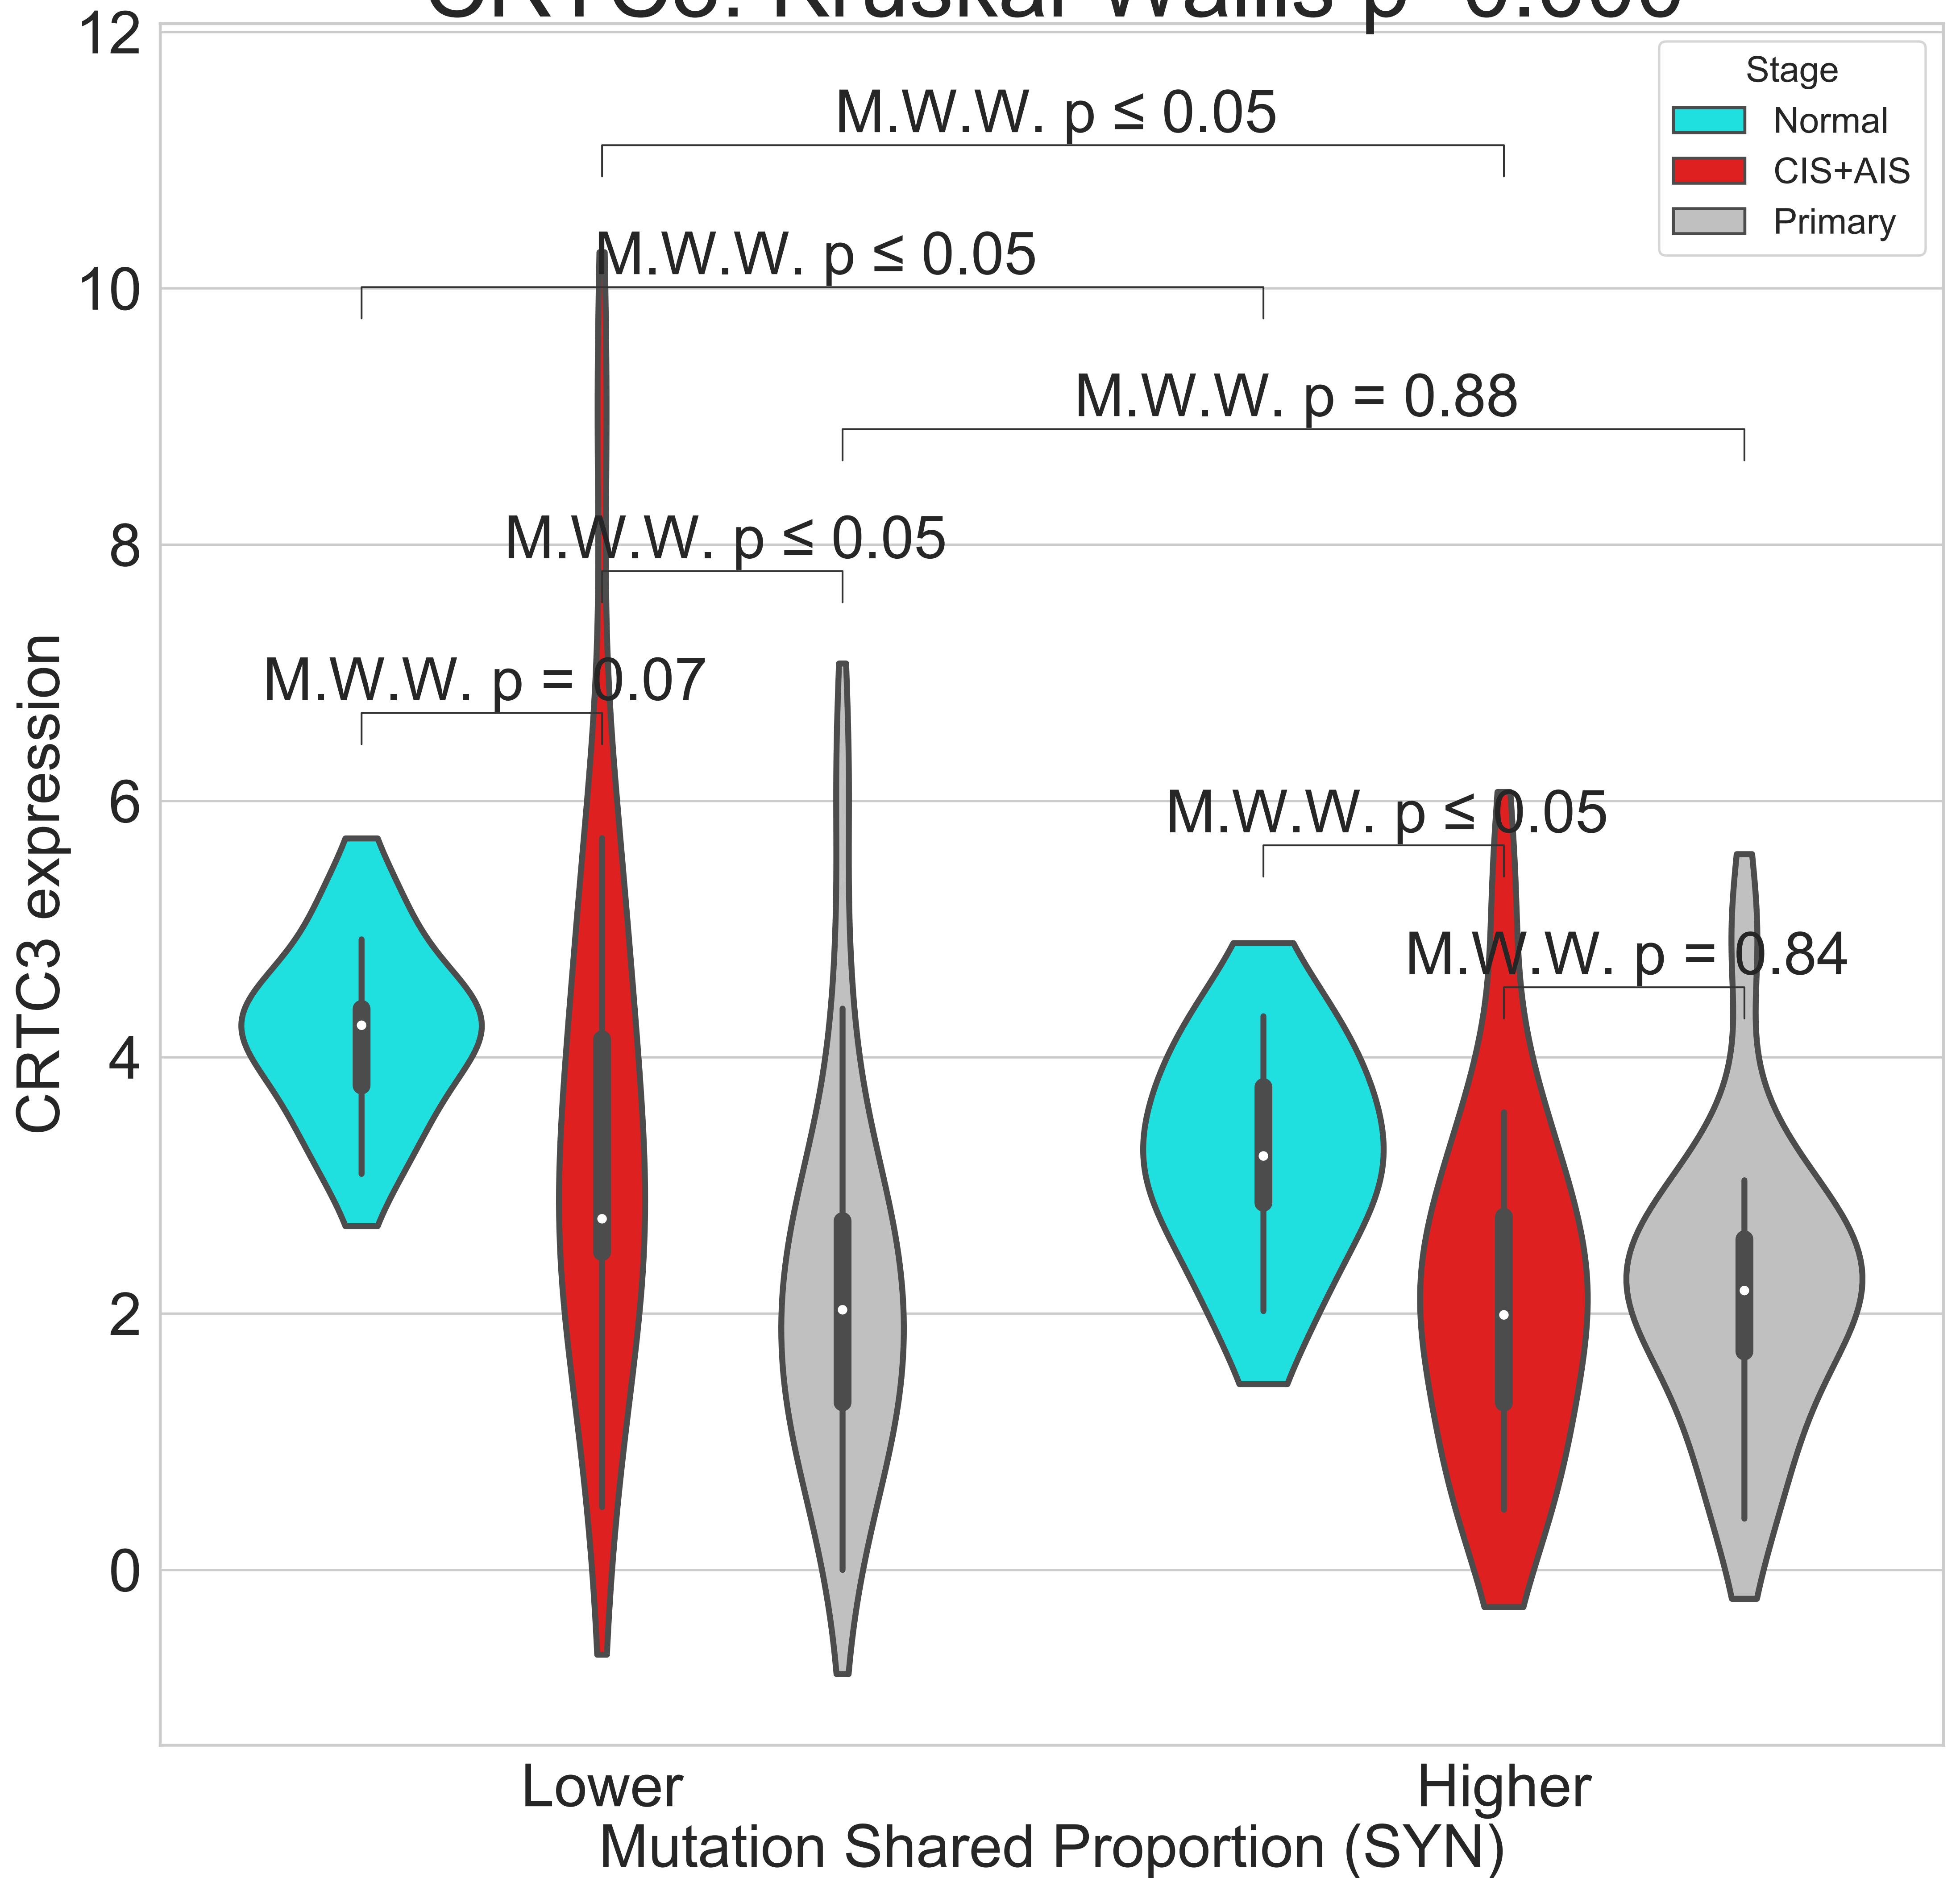 12
Stage
Normal
CIS+AIS
Primary
M.W.W. p ≤ 0.05
M.W.W. p ≤ 0.05
10
M.W.W. p = 0.88
M.W.W. p ≤ 0.05
8
M.W.W. p = 0.07
6
M.W.W. p ≤ 0.05
M.W.W. p = 0.84
4
2
0
CRTC3 expression
Lower
Higher
Mutation Shared Proportion (SYN)